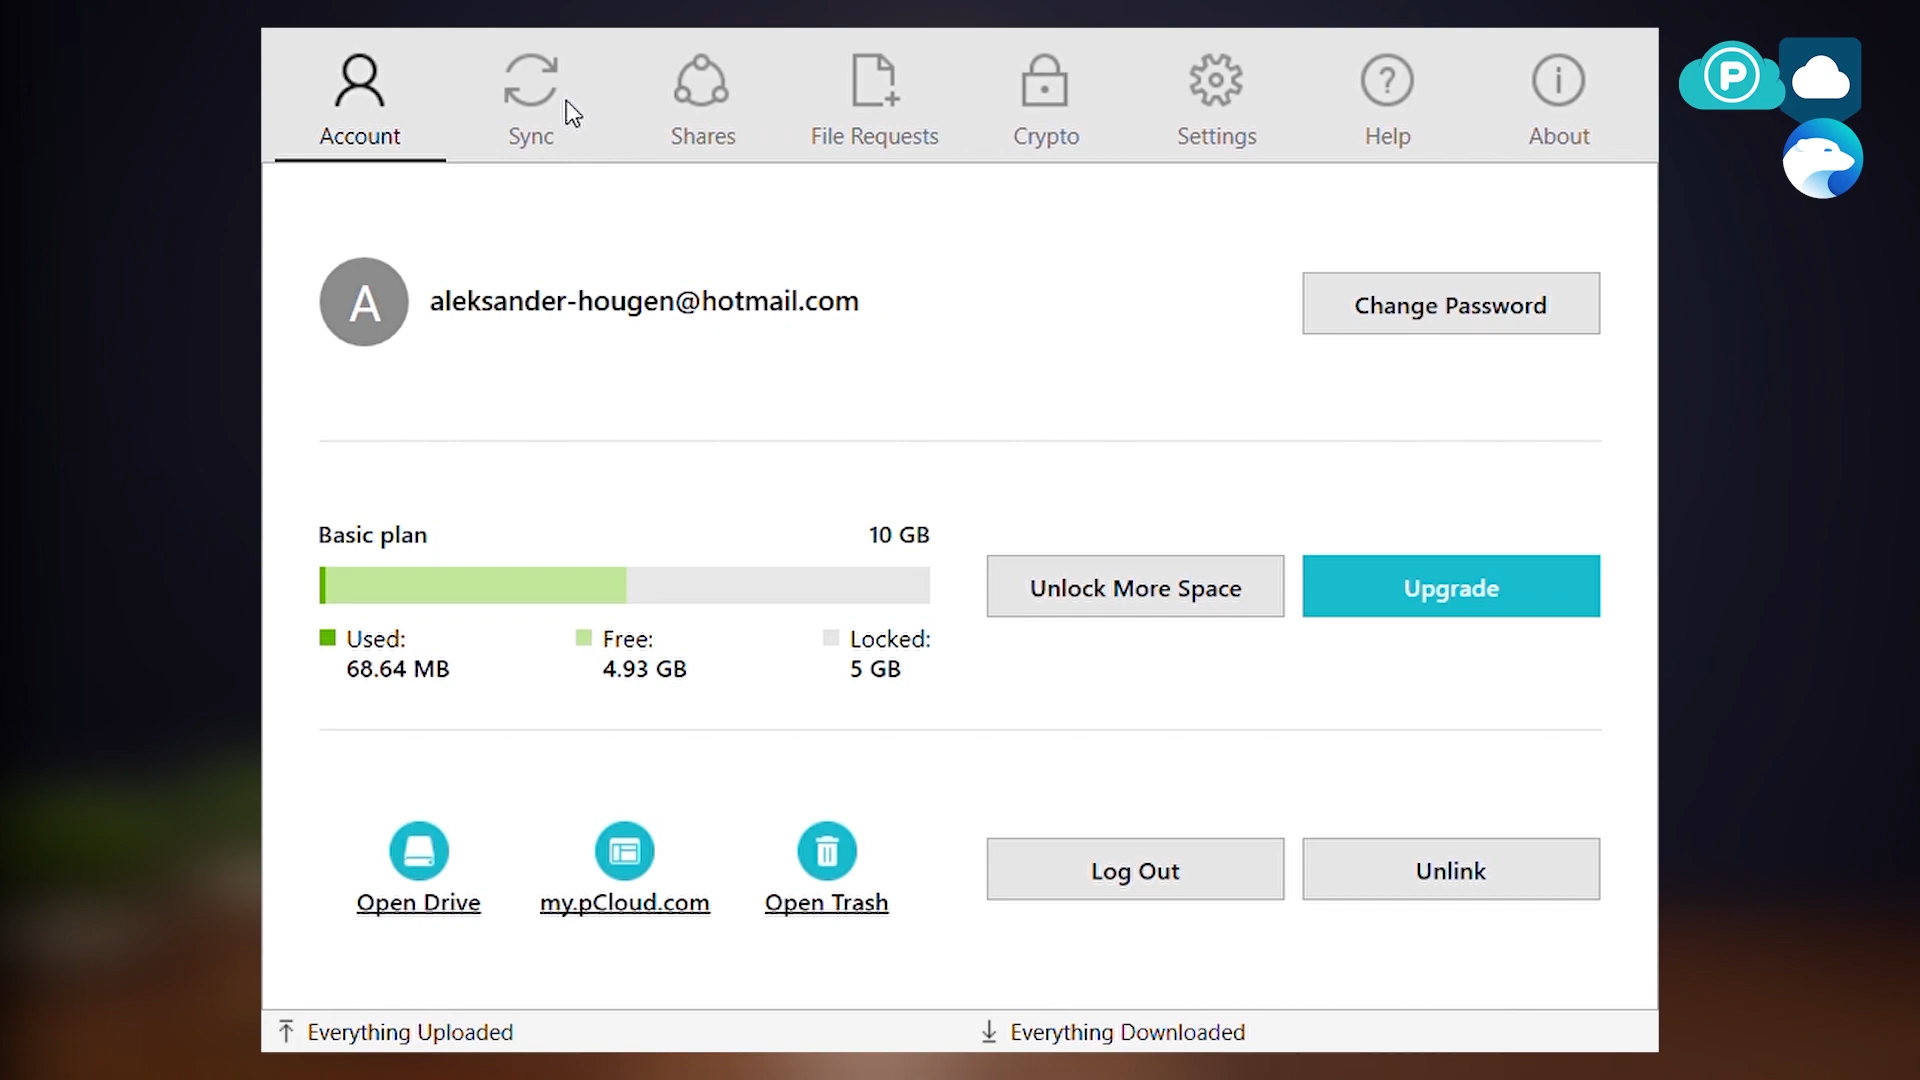 Account
Sync
Shares
File Requests
Crypto
Settings
Help
About
P
A
aleksander-hougen@hotmail.com
Change Password
Basic plan
10 GB
Unlock More Space
Upgrade
Used:
68.64 MB
Free:
4.93 GB
Locked:
5 GB
Open Drive
my.pCloud.com
Open Trash
Log Out
Unlink
Everything Uploaded
Everything Downloaded